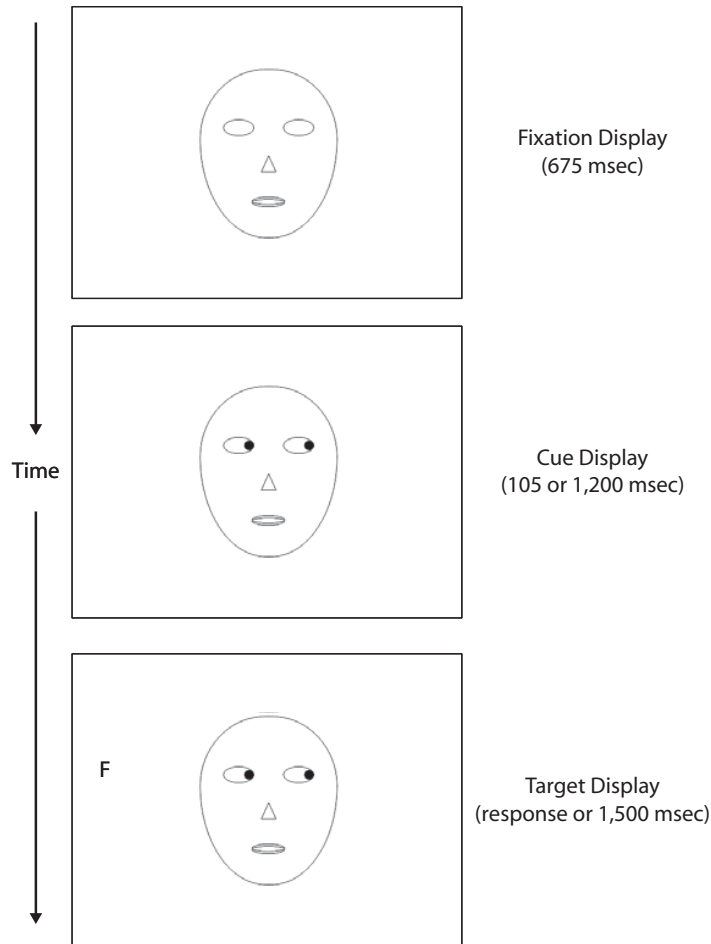 Fixation Display
(675 msec)
Time
Cue Display
(105 or 1,200 msec)
F
Target Display
(response or 1,500 msec)